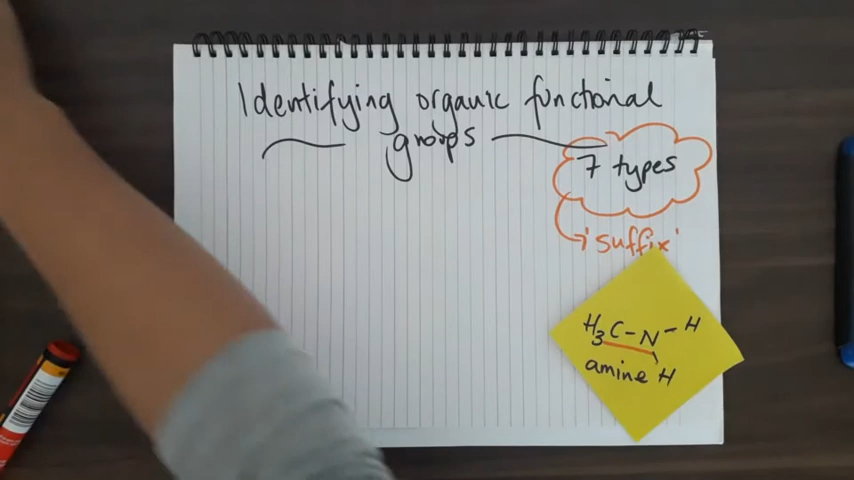 Identifying organic functional
groups
7 types
'suffix'
H3C-N-H
amine H